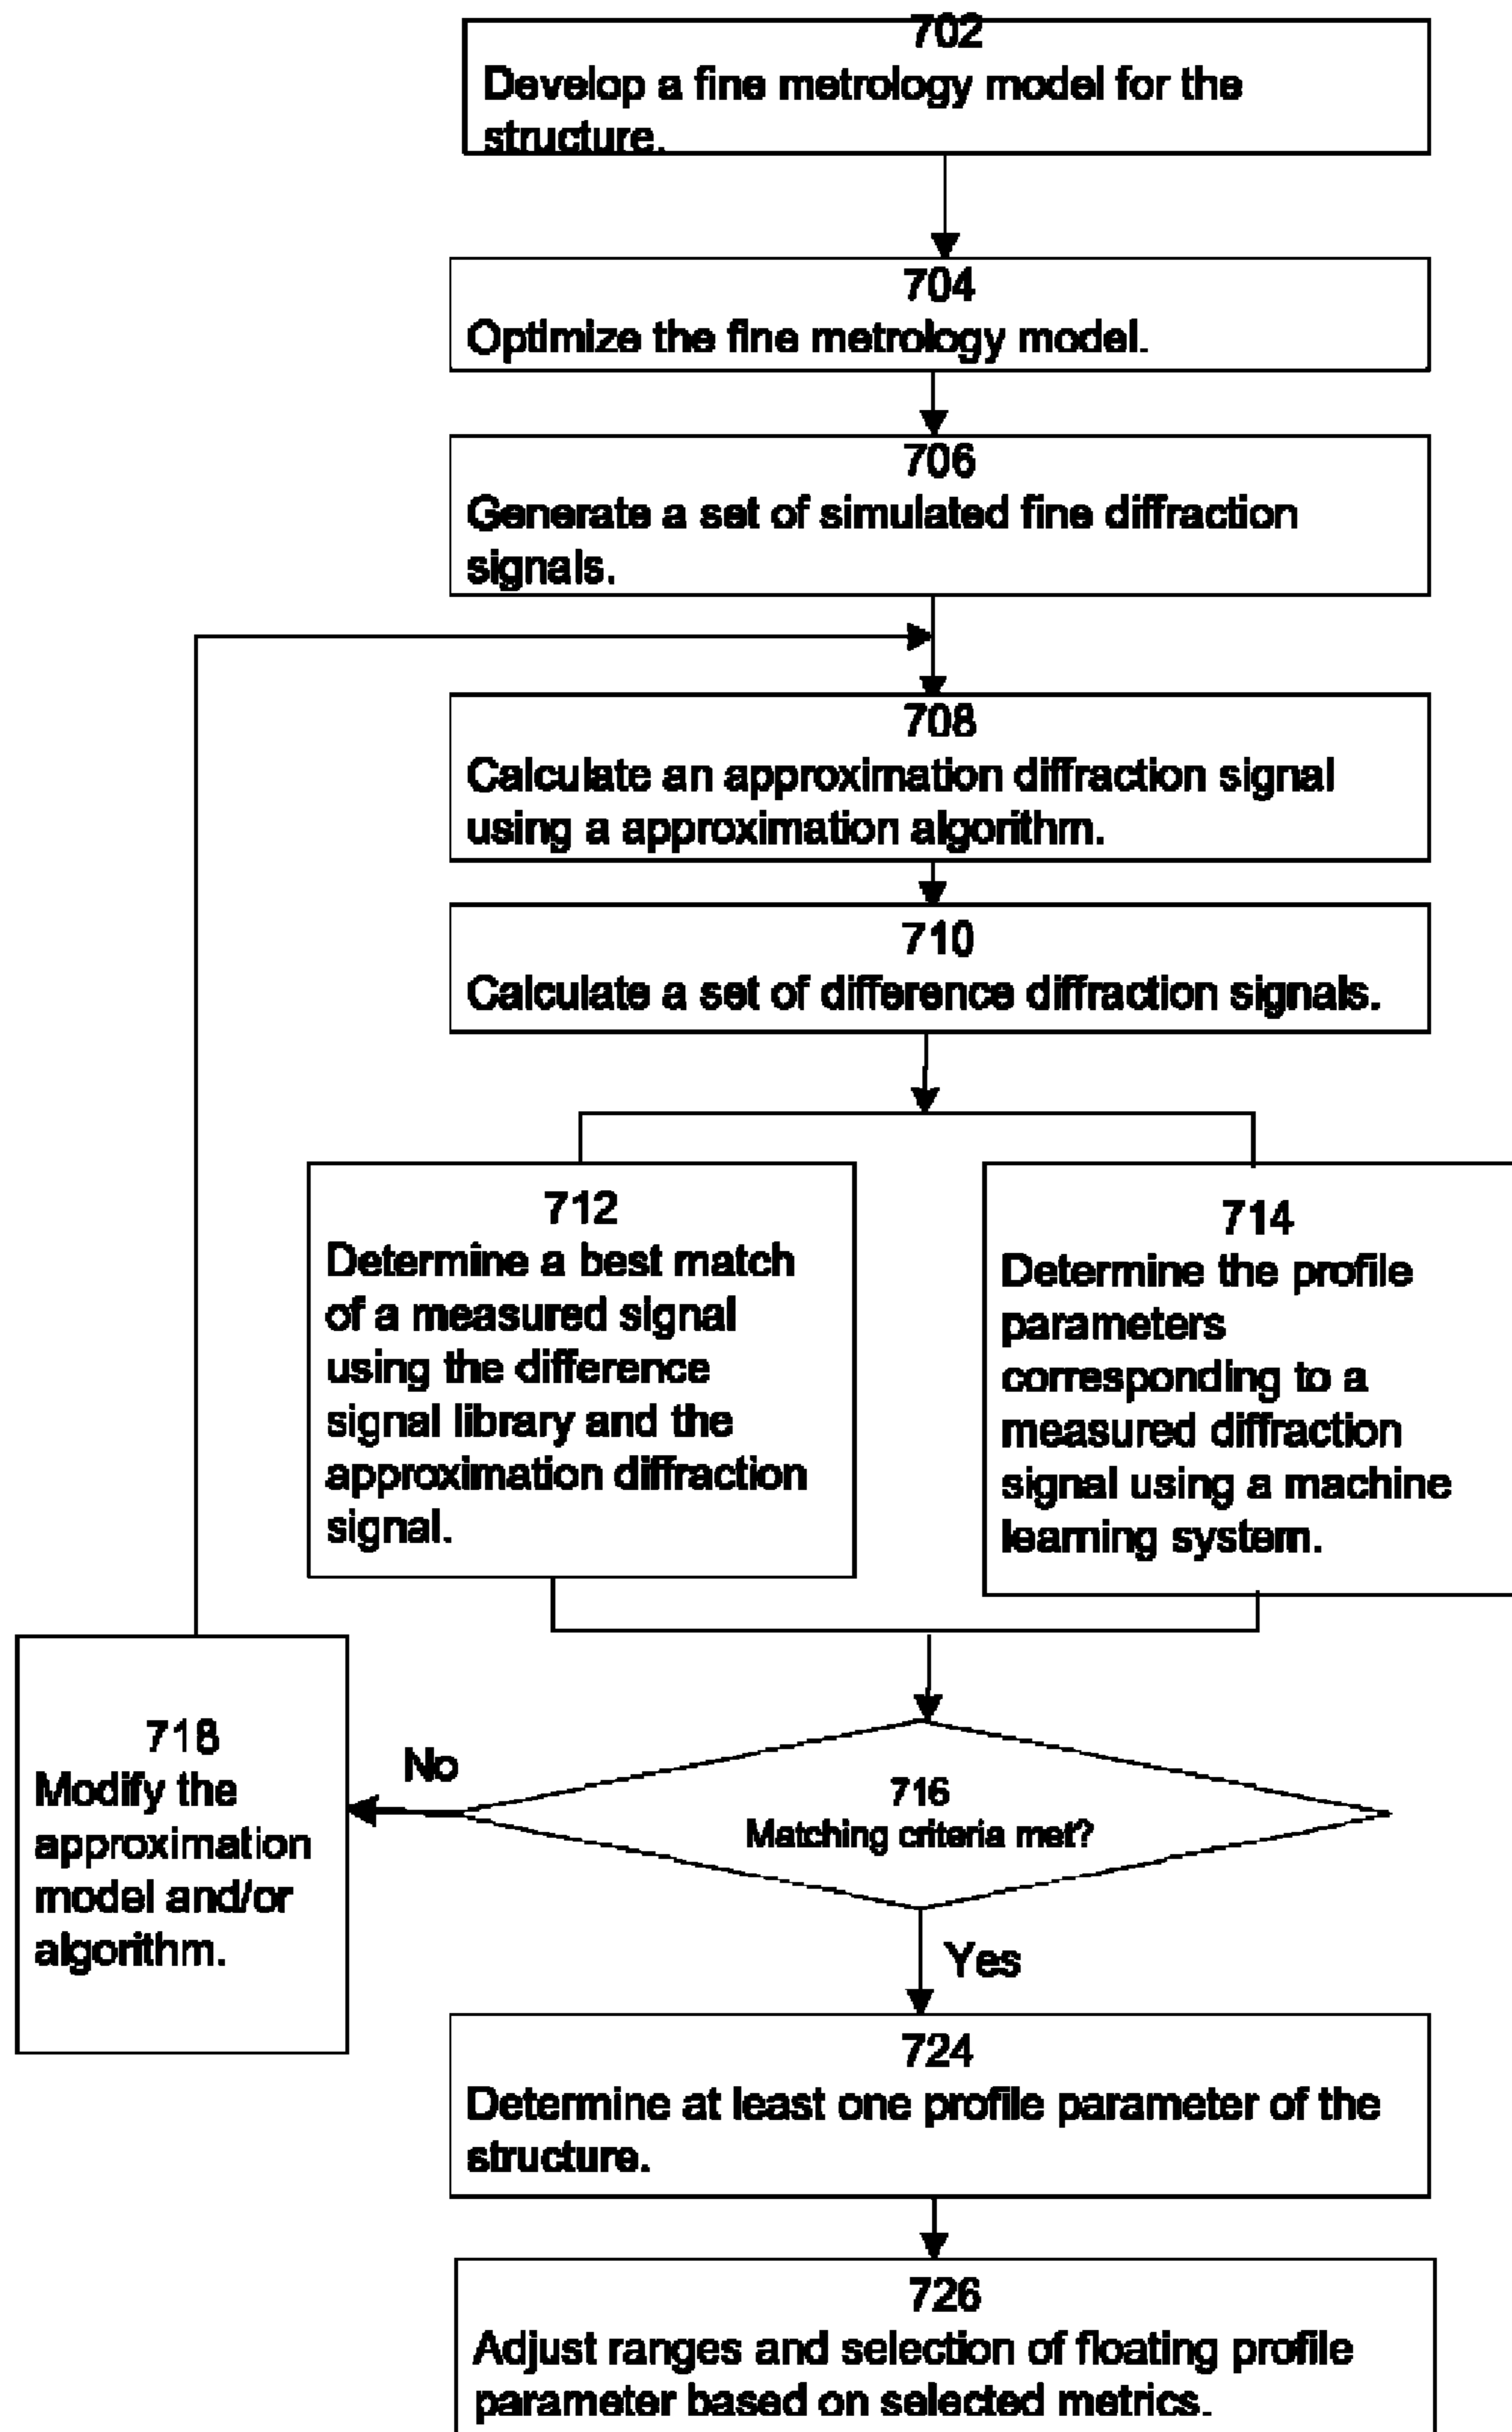 702
Develop a fine metrology model for the
structure.
704
Optimize the fine metrology model.
706
Generate a set of simulated fine diffraction
signals.
708
Calculate an approximation diffraction signal
using a approximation algorithm.
710
Calculate a set of difference diffraction signals.
712
Determine a best match
of a measured signal
using the difference
signal library and the
approximation diffraction
signal.
714
Determine the profile
parameters
corresponding to a
measured diffraction
signal using a machine
learning system.
716
Matching criteria met?
No
718
Modify the
approximation
model and/or
algorithm.
Yes
724
Determine at least one profile parameter of the
structure.
726
Adjust ranges and selection of floating profile
parameter based on selected metrics.